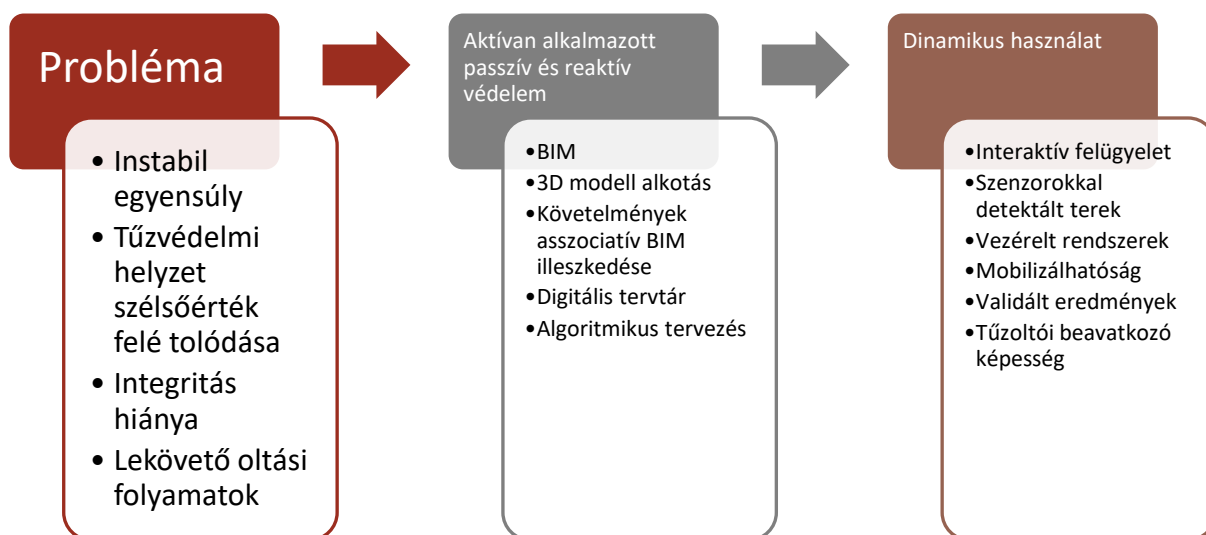 Probléma
• Instabil
egyensúly
• Tűzvédelmi
helyzet
szélsőérték
felé tolódása
• Integritás
hiánya
• Lekövető oltási
folyamatok
Aktívan alkalmazott
passzív és reaktív
védelem
•BIM
•3D modell alkotás
•Követelmények
asszociatív BIM
illeszkedése
•Digitális tervtár
•Algoritmikus tervezés
Dinamikus használat
•Interaktív felügyelet
•Szenzorokkal
detektált terek
•Vezérelt rendszerek
•Mobilizálhatóság
•Validált eredmények
•Tűzoltói beavatkozó
képesség